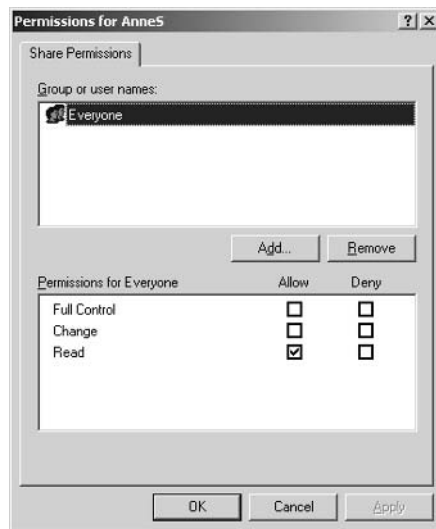 Permissions for AnneS
Share Permissions
Group or user names:
Everyone
Add... Remove
Permissions for Everyone Allow Deny
Full Control
Change
Read
OK Cancel Apply